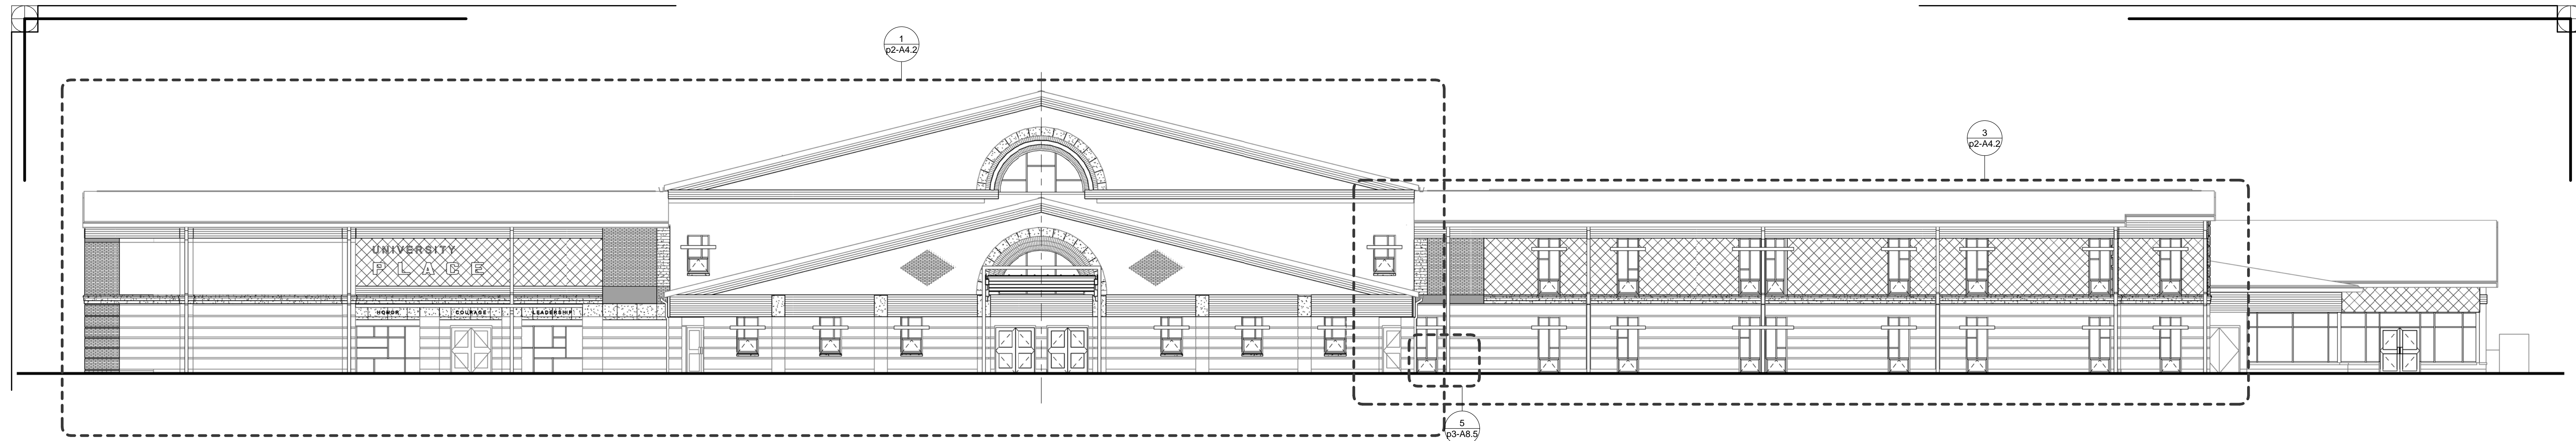 1
p2-A4.2
3
p2-A4.2
UNIVERSITY
PLACE
HONOR COURAGE LEADERSHIP
5
p3-A8.5